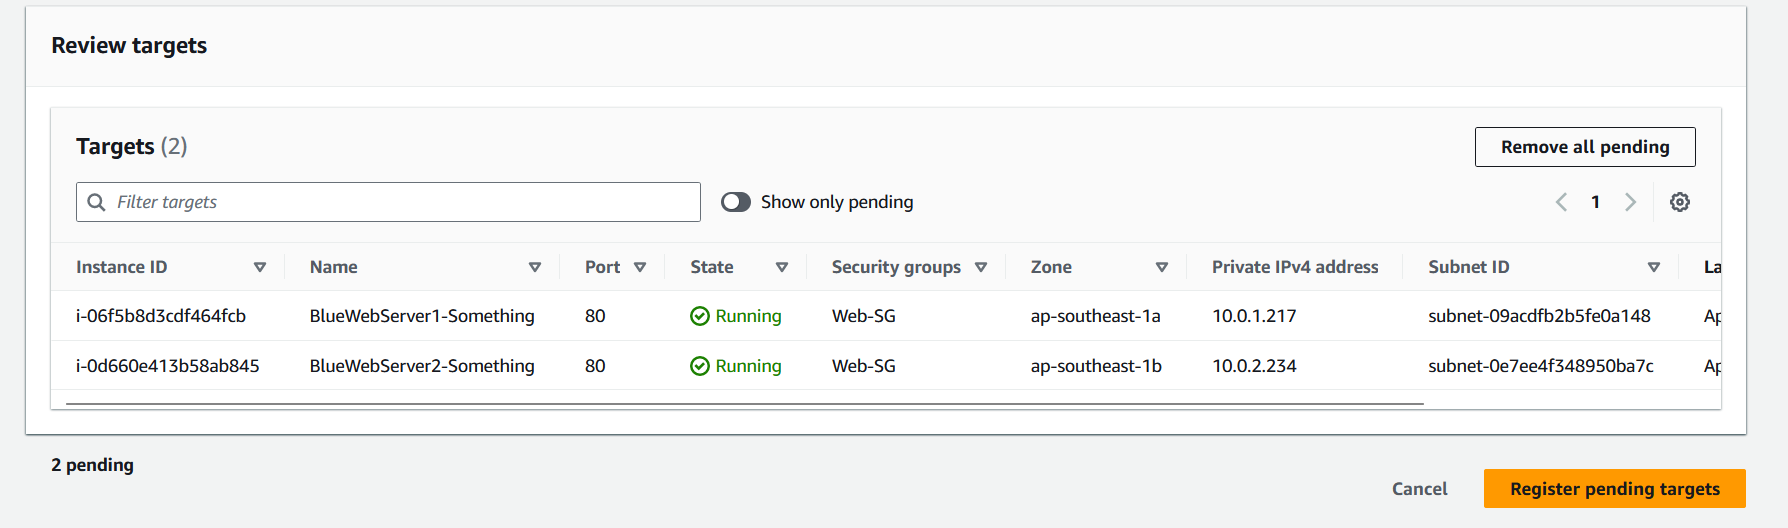 Review targets
Targets (2)
Remove all pending
Filter targets
Show only pending
1
Instance ID Name Port State Security groups Zone Private IPv4 address Subnet ID La
i-06f5b8d3cdf464fcb BlueWebServer1-Something 80 Running Web-SG ap-southeast-1a 10.0.1.217 subnet-09acdfb2b5fe0a148 Ap
i-0d660e413b58ab845 BlueWebServer2-Something 80 Running Web-SG ap-southeast-1b 10.0.2.234 subnet-0e7ee4f348950ba7c Ap
2 pending
Cancel
Register pending targets